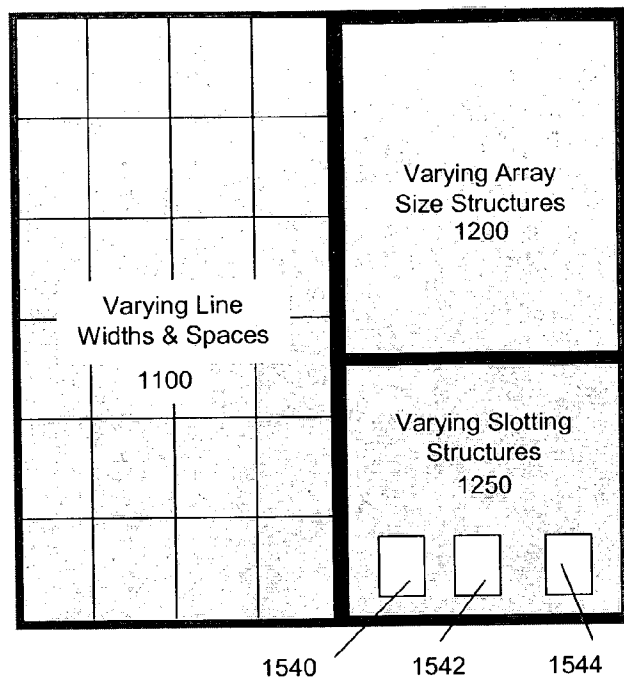 Varying Line
Widths & Spaces
1100
Varying Array
Size Structures
1200
Varying Slotting
Structures
1250
1540
1542
1544